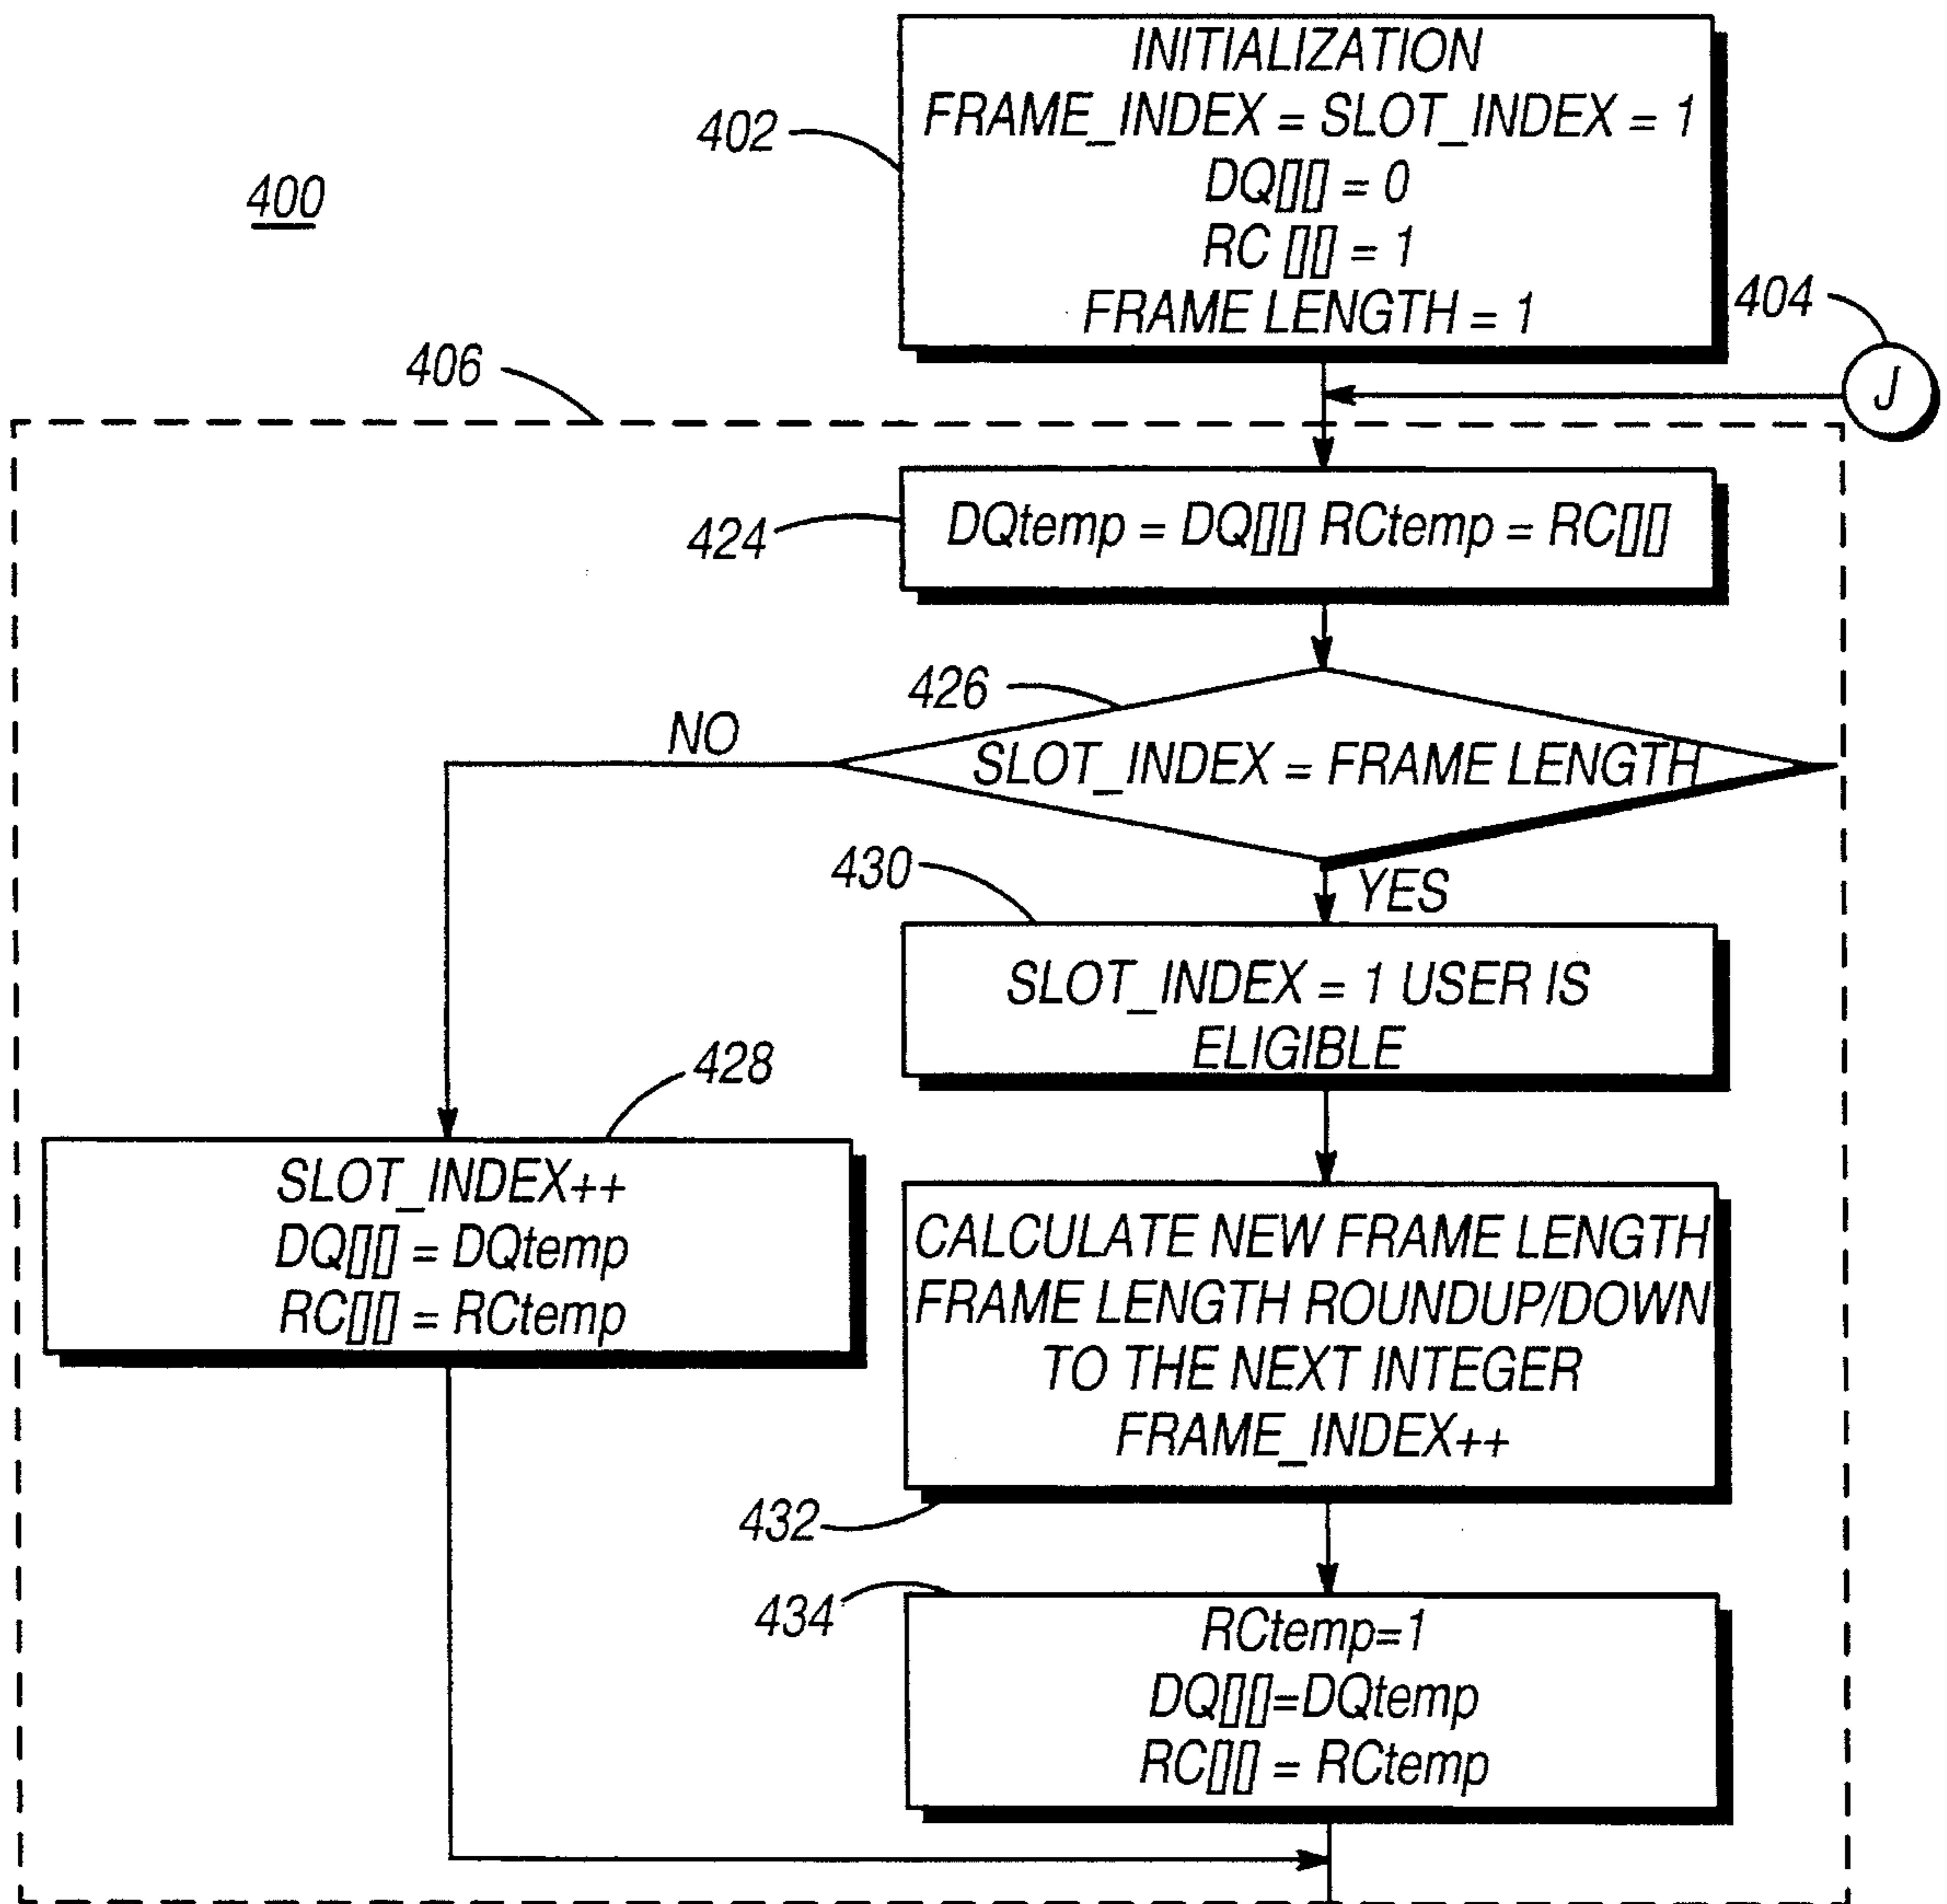 INITIALIZATION
FRAME_INDEX = SLOT_INDEX = 1
DQ[][] = 0
RC [][] = 1
FRAME LENGTH = 1
402
400
404
J
406
424
DQtemp = DQ[][] RCtemp = RC[][]
426
NO
SLOT_INDEX = FRAME LENGTH
430
YES
SLOT_INDEX = 1 USER IS
ELIGIBLE
428
SLOT_INDEX++
DQ[][] = DQtemp
RC[][] = RCtemp
CALCULATE NEW FRAME LENGTH
FRAME LENGTH ROUNDUP/DOWN
TO THE NEXT INTEGER
FRAME_INDEX++
432
434
RCtemp=1
DQ[][]=DQtemp
RC[][] = RCtemp